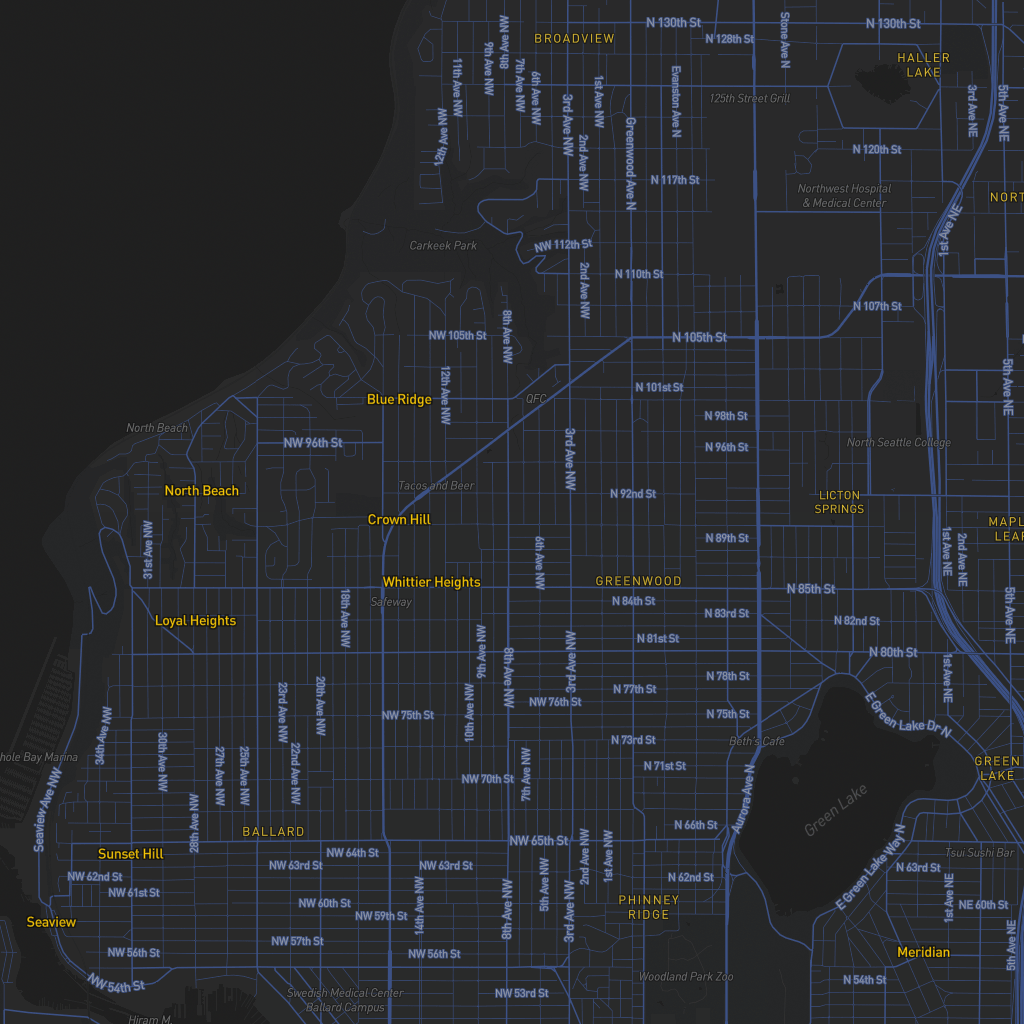 N 130th St
N 130th St
Stone Ave N
8th Ave NW
BROADVIEW
N 128th St
9th Ave NW
HALLER
LAKE
11th Ave NW
7th Ave NW
6th Ave NW
1st Ave NW
Evanston Ave N
125th Street Grill
3rd Ave NE
5th Ave NE
3rd Ave NW
12th Ave NW
2nd Ave NW
Greenwood Ave N
N 120th St
N 117th St
Northwest Hospital
& Medical Center
NORT
1st Ave NE
Carkeek Park
NW 112th St
N 110th St
2nd Ave NW
N 107th St
NW 105th St
8th Ave NW
N 105th St
12th Ave NW
N 101st St
5th Ave NE
Blue Ridge
QFC
N 98th St
North Beach
NW 96th St
3rd Ave NW
N 96th St
North Seattle College
North Beach
Tacos and Beer
N 92nd St
LICTON
SPRINGS
Crown Hill
MAPL
LEAF
31st Ave NW
N 89th St
6th Ave NW
1st Ave NE
2nd Ave NW
Whittier Heights
GREENWOOD
N 85th St
Safeway
18th Ave NW
N 84th St
N 83rd St
5th Ave NE
Loyal Heights
N 82nd St
9th Ave NW
N 81st St
8th Ave NW
3rd Ave NW
N 80th St
1st Ave NE
N 78th St
23rd Ave NW
20th Ave NW
N 77th St
10th Ave NW
NW 76th St
NW 75th St
N 75th St
E Green Lake Dr N
34th Ave NW
30th Ave NW
27th Ave NW
25th Ave NW
22nd Ave NW
N 73rd St
Beth's Cafe
hole Bay Marina
7th Ave NW
N 71st St
GREEN
LAKE
NW 70th St
Aurora Ave N
Seaview Ave NW
28th Ave NW
Green Lake
BALLARD
N 66th St
NW 65th St
Sunset Hill
NW 64th St
2nd Ave NW
1st Ave NW
Tsui Sushi Bar
NW 63rd St
NW 63rd St
N 63rd St
NW 62nd St
N 62nd St
5th Ave NW
E Green Lake Way N
NW 61st St
14th Ave NW
8th Ave NW
3rd Ave NW
1st Ave NE
PHINNEY
RIDGE
NW 60th St
NE 60th St
NW 59th St
Seaview
NW 57th St
5th Ave NE
NW 56th St
NW 56th St
Meridian
Woodland Park Zoo
N 54th St
NW 54th St
Swedish Medical Center
Ballard Campus
NW 53rd St
Hiram M.